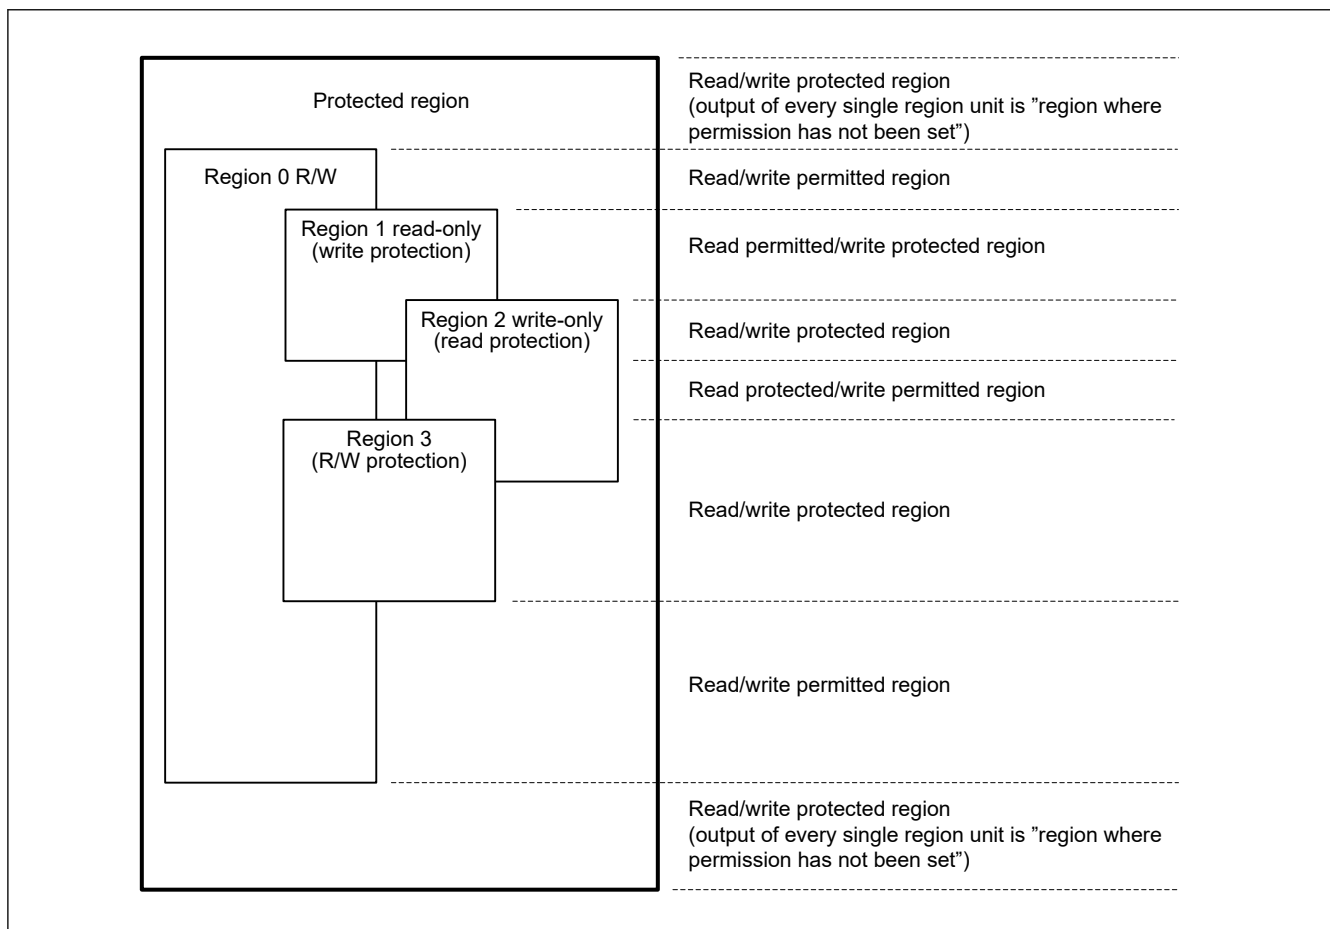 Protected region
Read/write protected region
(output of every single region unit is ”region where
permission has not been set”)
Region 0 R/W
Read/write permitted region
Region 1 read-only
(write protection)
Read permitted/write protected region
Region 2 write-only
(read protection)
Read/write protected region
Read protected/write permitted region
Region 3
(R/W protection)
Read/write protected region
Read/write permitted region
Read/write protected region
(output of every single region unit is ”region where
permission has not been set”)